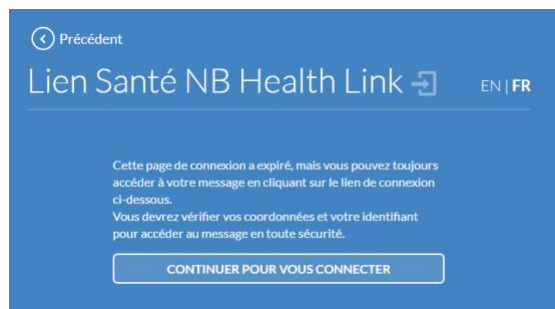 Précédent
Lien Santé NB Health Link
EN | FR
Cette page de connexion a expiré, mais vous pouvez toujours
accéder à votre message en cliquant sur le lien de connexion
ci-dessous.
Vous devrez vérifier vos coordonnées et votre identifiant
pour accéder au message en toute sécurité.
CONTINUER POUR VOUS CONNECTER